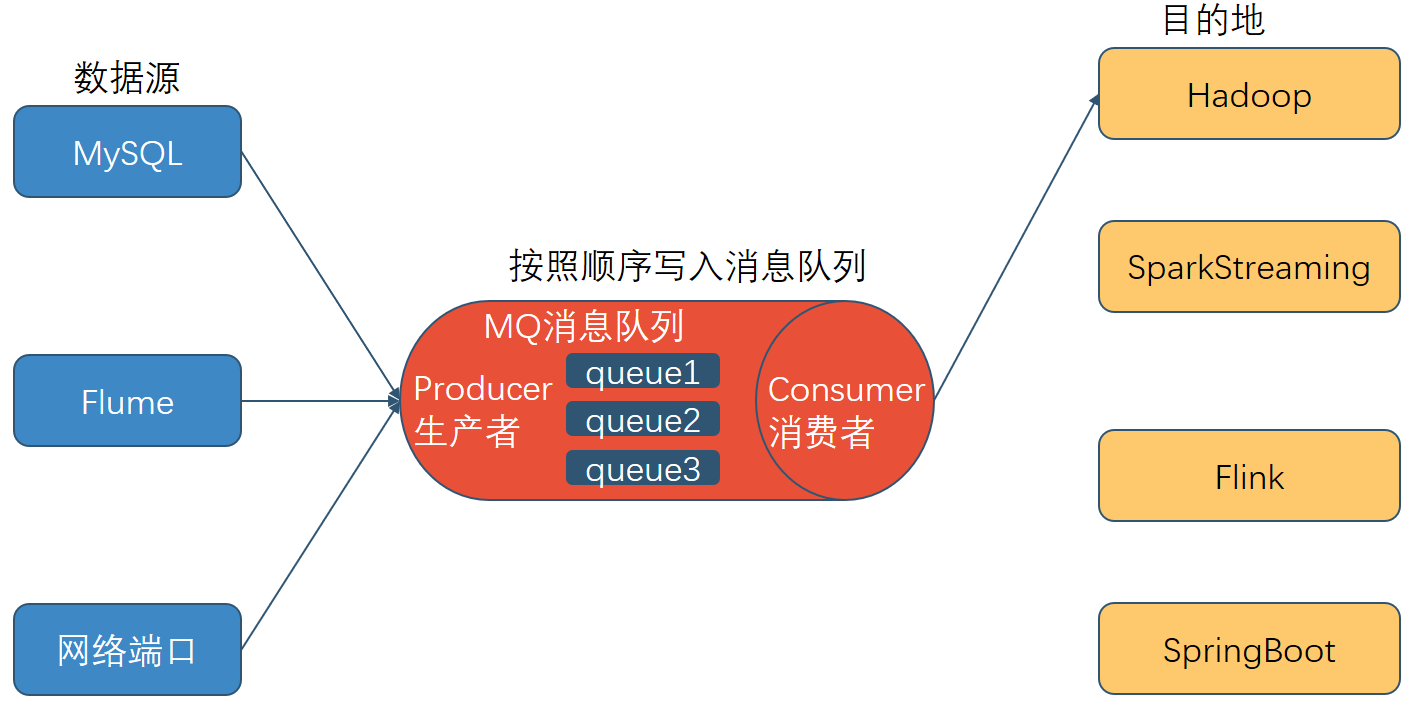 数据源
MySQL
Flume
网络端口
按照顺序写入消息队列
MQ消息队列
Producer
生产者
queue1
queue2
queue3
Consumer
消费者
目的地
Hadoop
SparkStreaming
Flink
SpringBoot